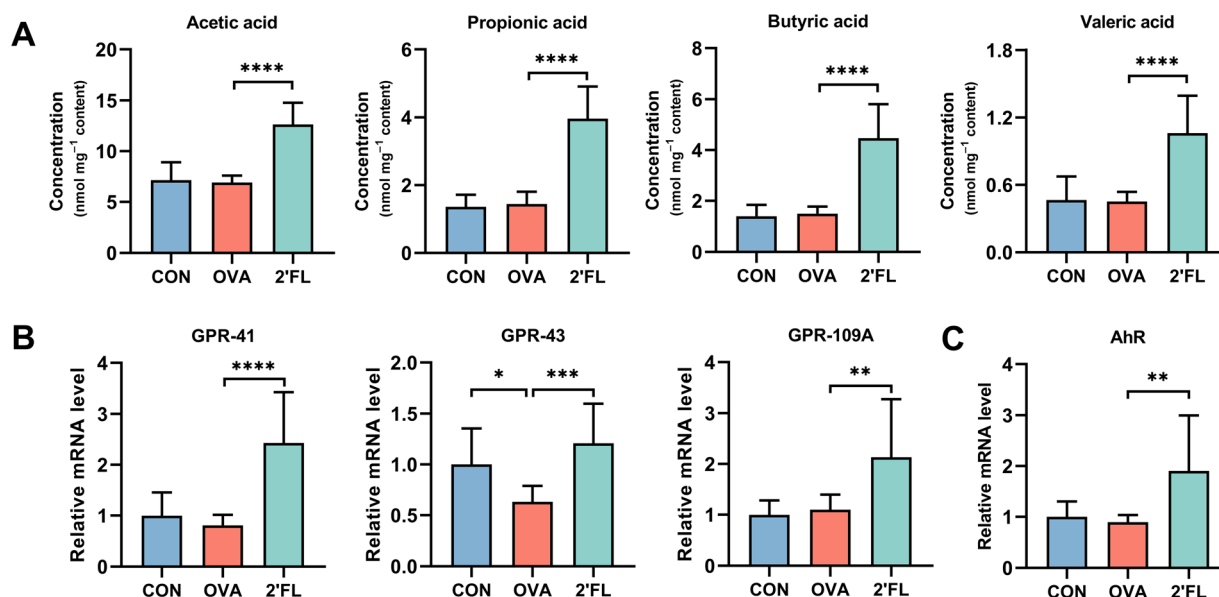 A
Acetic acid
Concentration
(nmol mg⁻¹ content)
20
15
10
5
0
****
CON OVA 2'FL
Propionic acid
Concentration
(nmol mg⁻¹ content)
6
4
2
0
****
CON OVA 2'FL
Butyric acid
Concentration
(nmol mg⁻¹ content)
8
6
4
2
0
****
CON OVA 2'FL
Valeric acid
Concentration
(nmol mg⁻¹ content)
1.8
1.2
0.6
0.0
****
CON OVA 2'FL
B
GPR-41
Relative mRNA level
4
3
2
1
0
****
CON OVA 2'FL
GPR-43
Relative mRNA level
2.0
1.5
1.0
0.5
0.0
* ***
CON OVA 2'FL
GPR-109A
Relative mRNA level
4
3
2
1
0
**
CON OVA 2'FL
C
AhR
Relative mRNA level
4
3
2
1
0
**
CON OVA 2'FL